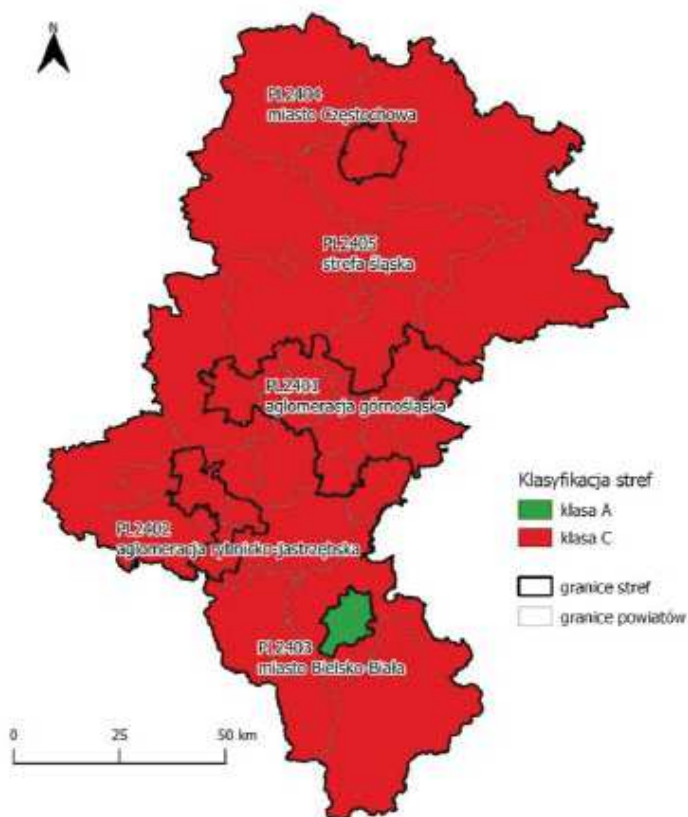 N
PL2404
miasto Częstochowa
PL2405
strefa śląska
PL2401
aglomeracja górnośląska
Klasyfikacja stref
klasa A
klasa C
PL2402
aglomeracja rybnicko-jastrzębska
granice stref
granice powiatów
PL2403
miasto Bielsko-Biała
0 25 50 km